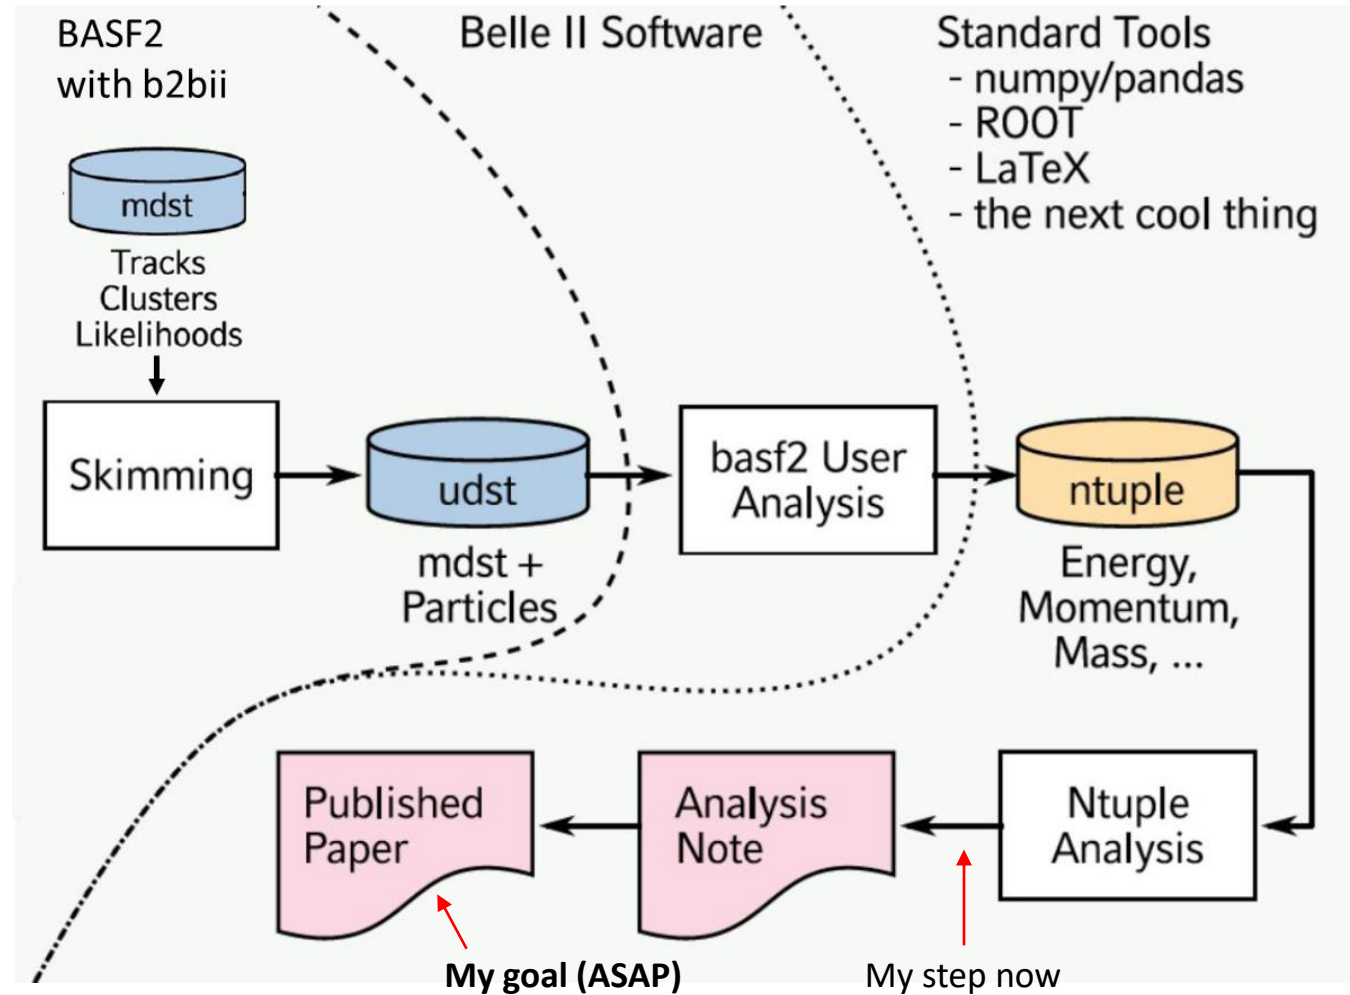 BASF2
with b2bii
Belle II Software
Standard Tools
- numpy/pandas
- ROOT
- LaTeX
- the next cool thing
mdst
Tracks
Clusters
Likelihoods
Skimming
udst
mdst +
Particles
basf2 User
Analysis
ntuple
Energy,
Momentum,
Mass, ...
Published
Paper
Analysis
Note
Ntuple
Analysis
My goal (ASAP)
My step now